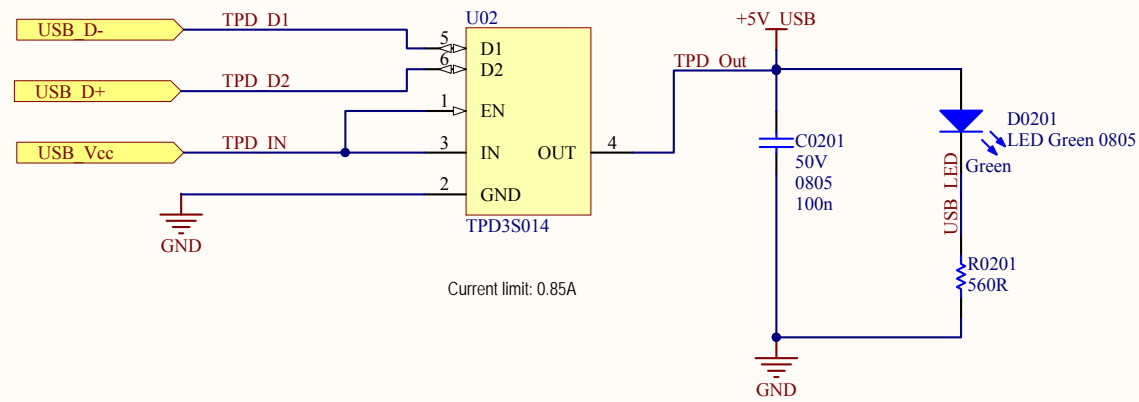 U02
+5V_USB
USB_D-
TPD_D1
5
D1
6
D2
USB_D+
TPD_D2
1
EN
TPD_Out
USB_Vcc
TPD_IN
3
IN
OUT
4
2
GND
GND
TPD3S014
Current limit: 0.85A
C0201
50V
0805
100n
D0201
LED Green 0805
Green
USB_LED
R0201
560R
GND